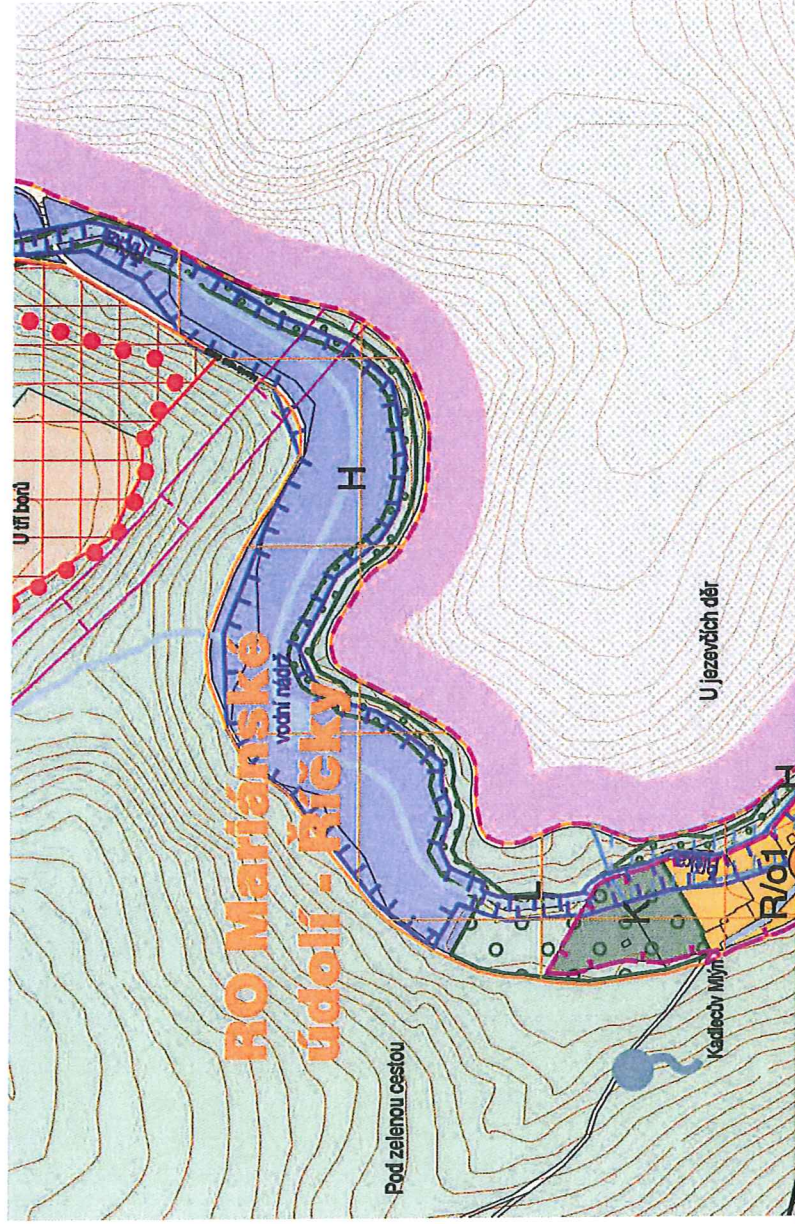 U tří borů
RO Mariánské
údolí - Říčky
vodní nádrž
H
U jezevčích děr
Pod zelenou cestou
L
K
H
R/o1
Kadlecův Mlýn